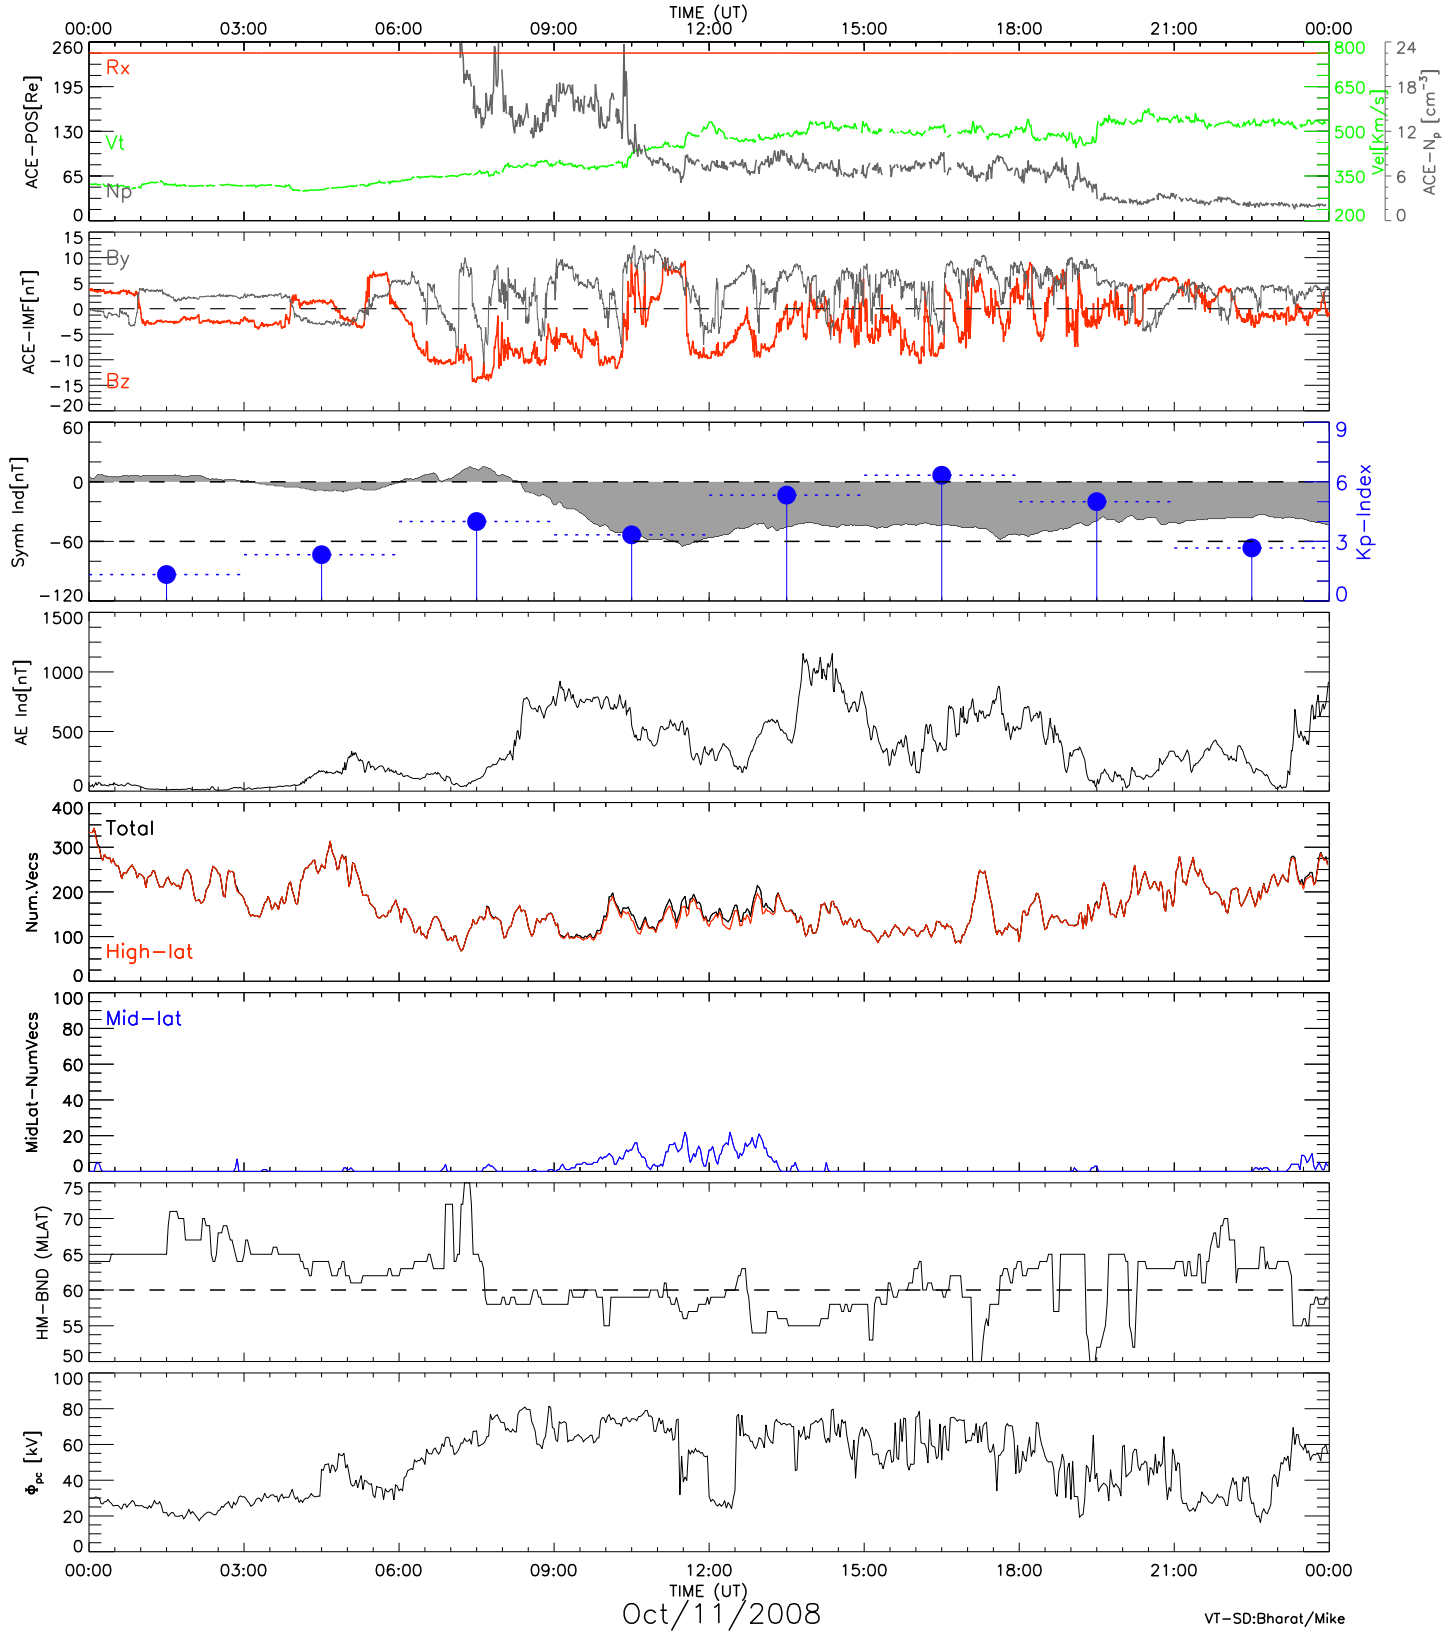 TIME (UT)
00:00 03:00 06:00 09:00 12:00 15:00 18:00 21:00 00:00
ACE-POS[Re]
260
195
130
65
0
Rx
Vt
Np
800
650
500
350
200
Vel[Km/s]
24
18
12
6
0
ACE-Np [cm-3]
ACE-IMF[nT]
15
10
5
0
-5
-10
-15
-20
By
Bz
Symh Ind[nT]
60
0
-60
-120
9
6
3
0
Kp-Index
AE Ind[nT]
1500
1000
500
0
Num.Vecs
400
300
200
100
0
Total
High-lat
MidLat-NumVecs
100
80
60
40
20
0
Mid-lat
HM-BND (MLAT)
75
70
65
60
55
50
Φpc [kV]
100
80
60
40
20
0
00:00 03:00 06:00 09:00 12:00 15:00 18:00 21:00 00:00
TIME (UT)
Oct/11/2008
VT-SD:Bharat/Mike